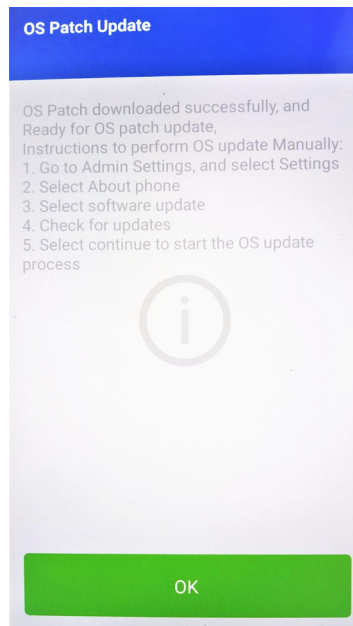 OS Patch Update
OS Patch downloaded successfully, and
Ready for OS patch update,
Instructions to perform OS update Manually:
1. Go to Admin Settings, and select Settings
2. Select About phone
3. Select software update
4. Check for updates
5. Select continue to start the OS update
process
i
OK